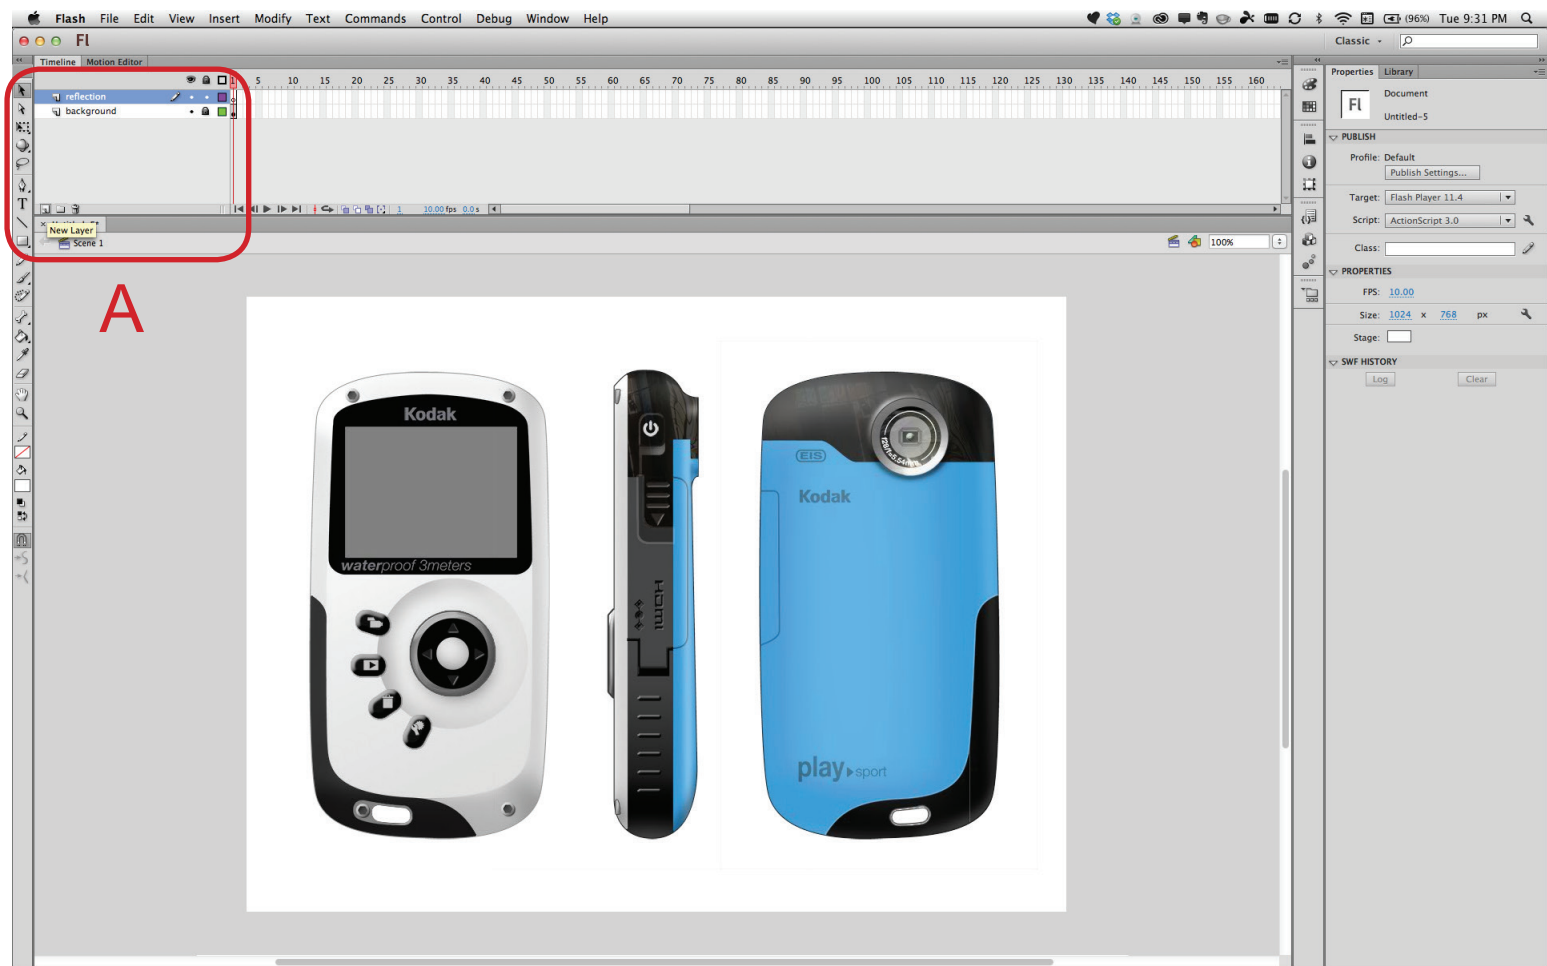 Flash File Edit View Insert Modify Text Commands Control Debug Window Help (96%) Tue 9:31 PM
Fl Classic
Timeline Motion Editor
1 5 10 15 20 25 30 35 40 45 50 55 60 65 70 75 80 85 90 95 100 105 110 115 120 125 130 135 140 145 150 155 160
reflection
background
1 10.00 fps 0.0 s
New Layer
Scene 1
100%
A
Kodak
waterproof 3meters
HDMI
EIS
Kodak
play sport
Properties Library
Fl
Document
Untitled-5
PUBLISH
Profile: Default
Publish Settings...
Target: Flash Player 11.4
Script: ActionScript 3.0
Class:
PROPERTIES
FPS: 10.00
Size: 1024 x 768 px
Stage:
SWF HISTORY
Log Clear